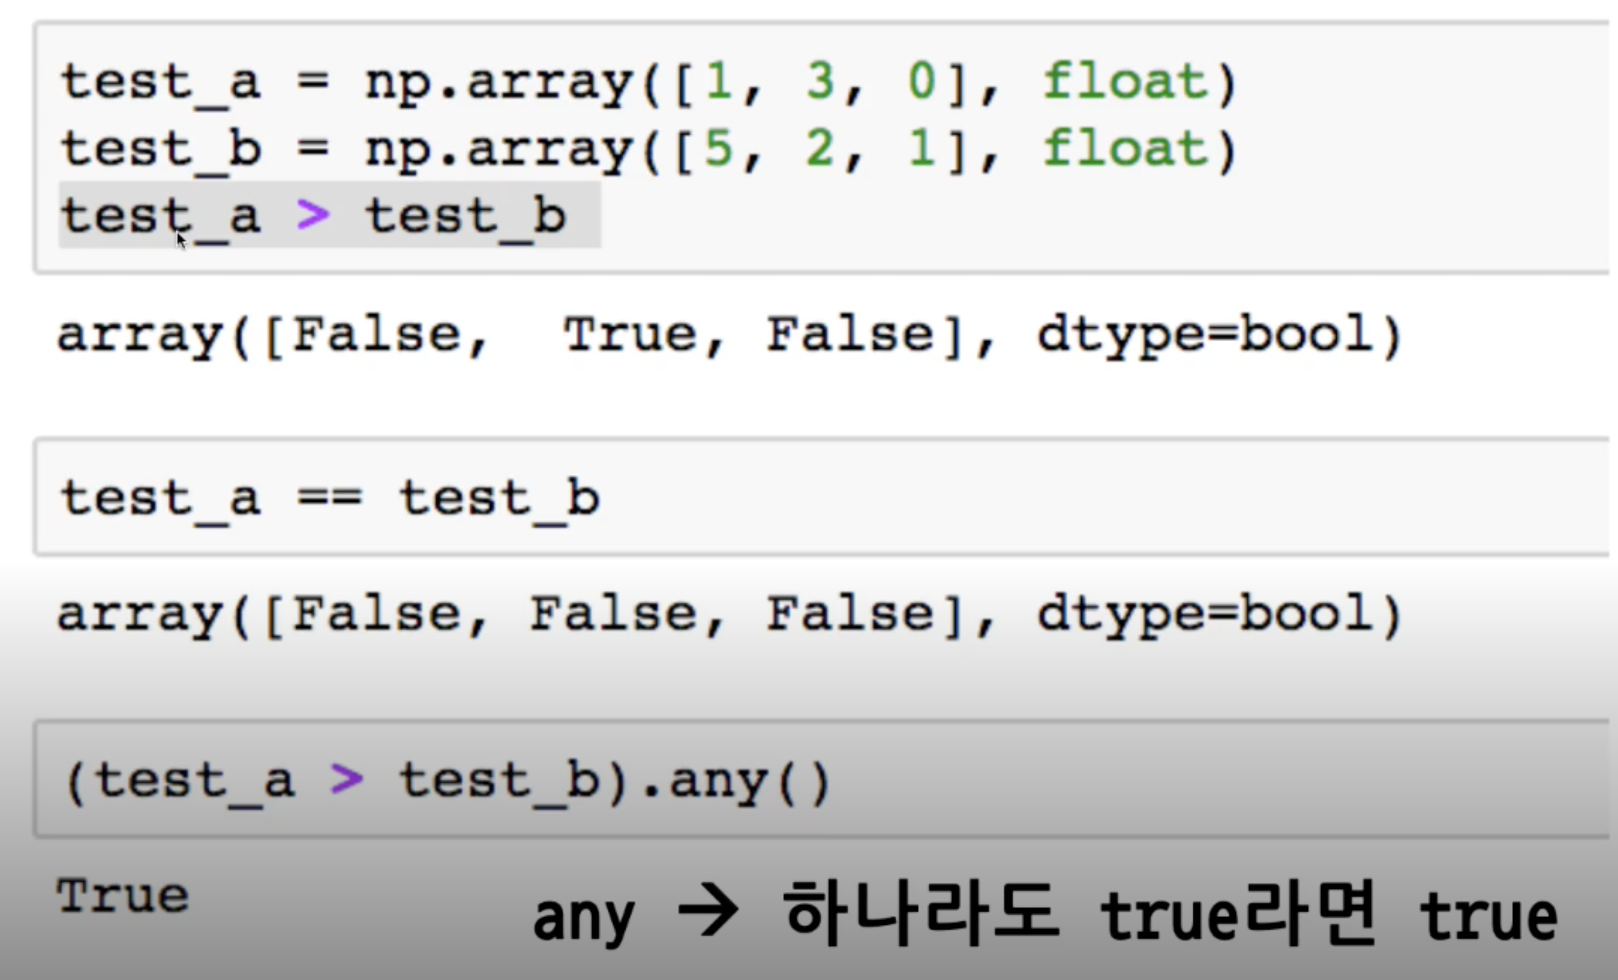 test_a = np.array([1, 3, 0], float)
test_b = np.array([5, 2, 1], float)
test_a > test_b
array([False,  True, False], dtype=bool)
test_a == test_b
array([False, False, False], dtype=bool)
(test_a > test_b).any()
True
any → 하나라도 true라면 true